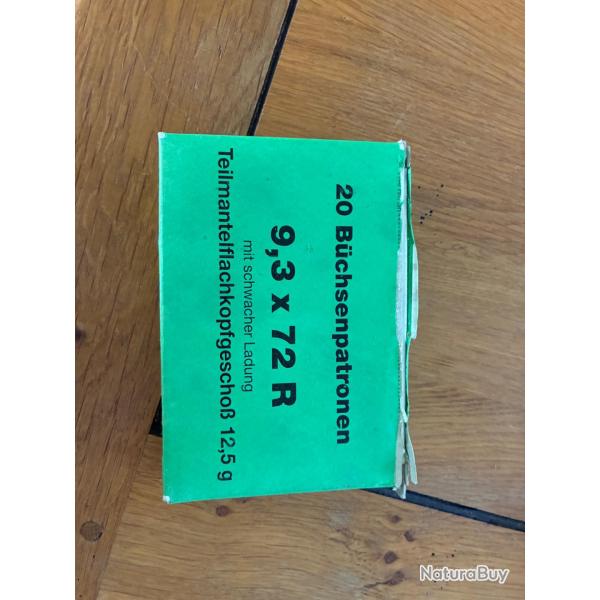 20 Büchsenpatronen
9,3 x 72 R
mit schwacher Ladung
Teilmantelflachkopfgeschoß 12,5 g
NaturaBuy